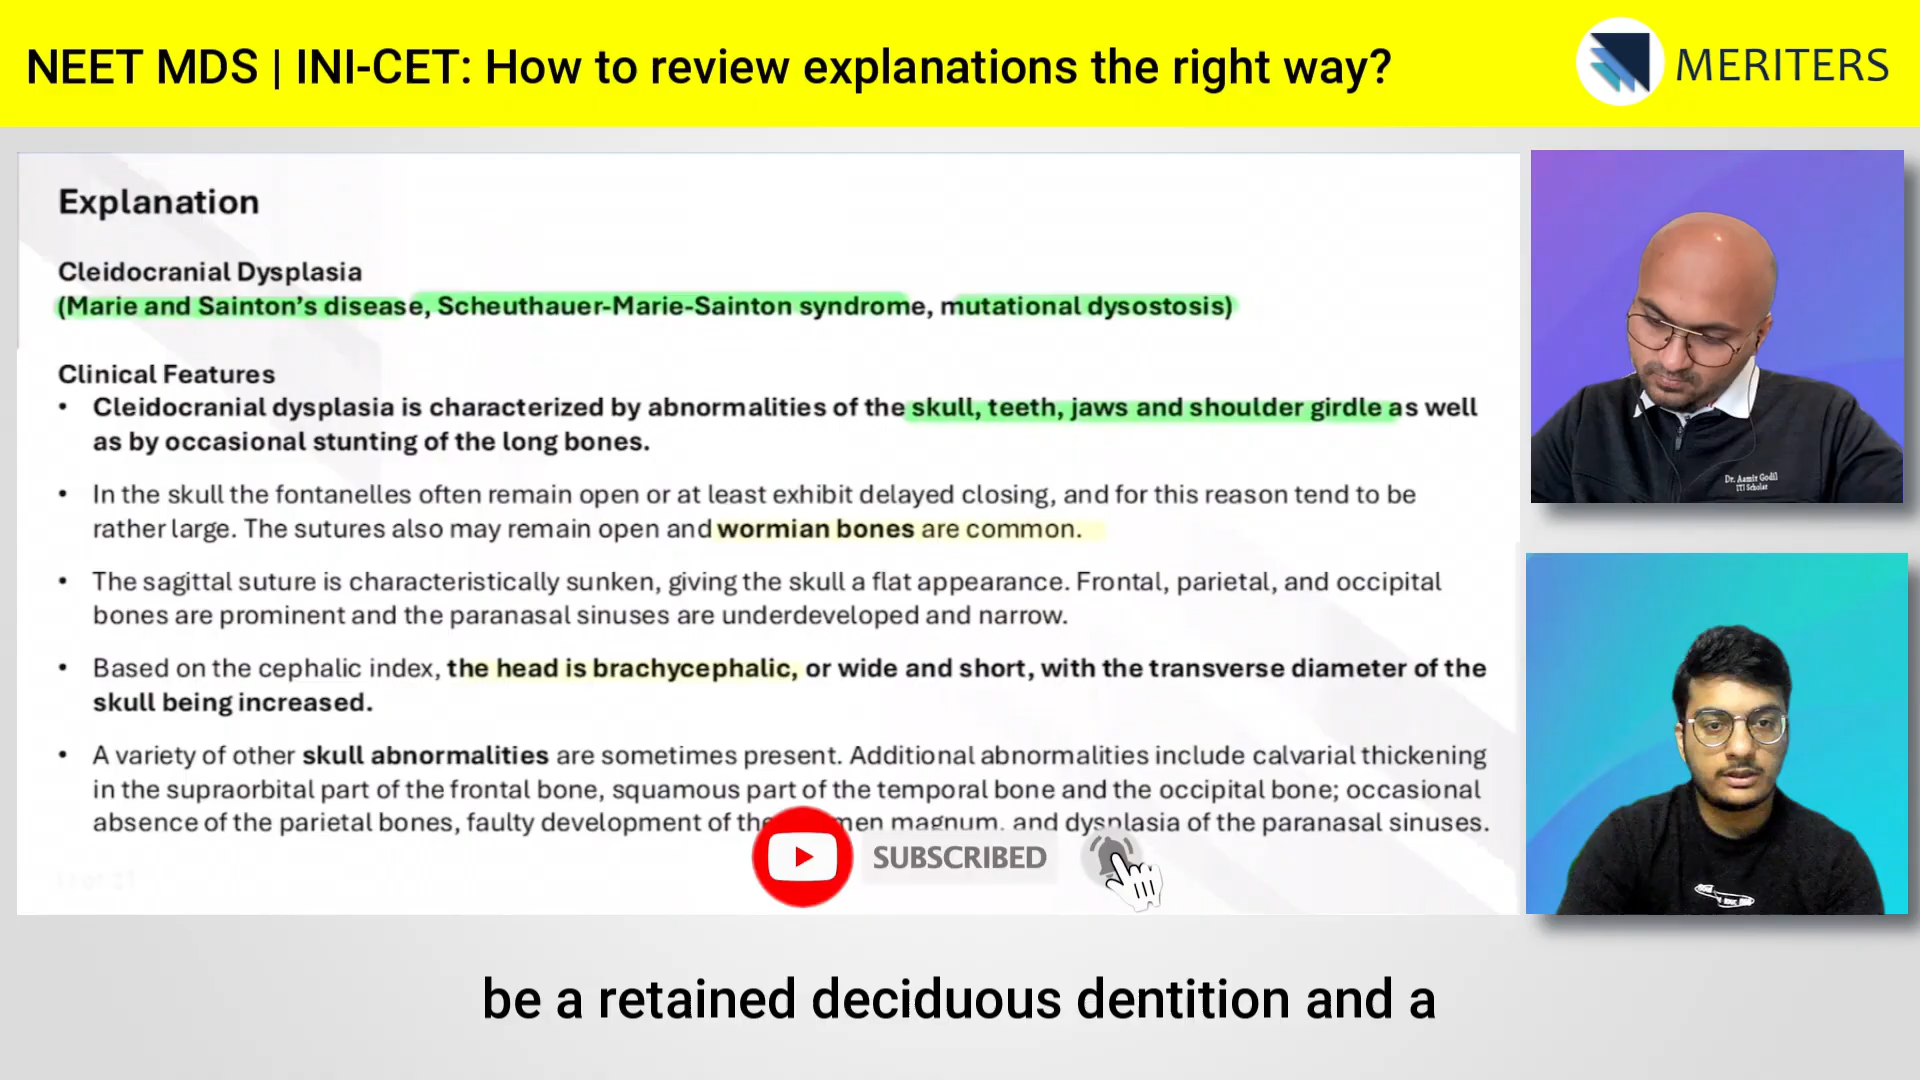 NEET MDS | INI-CET: How to review explanations the right way?
MERITERS
Explanation
Cleidocranial Dysplasia
(Marie and Sainton's disease, Scheuthauer-Marie-Sainton syndrome, mutational dysostosis)
Clinical Features
• Cleidocranial dysplasia is characterized by abnormalities of the skull, teeth, jaws and shoulder girdle as well
as by occasional stunting of the long bones.
• In the skull the fontanelles often remain open or at least exhibit delayed closing, and for this reason tend to be
rather large. The sutures also may remain open and wormian bones are common.
• The sagittal suture is characteristically sunken, giving the skull a flat appearance. Frontal, parietal, and occipital
bones are prominent and the paranasal sinuses are underdeveloped and narrow.
• Based on the cephalic index, the head is brachycephalic, or wide and short, with the transverse diameter of the
skull being increased.
• A variety of other skull abnormalities are sometimes present. Additional abnormalities include calvarial thickening
in the supraorbital part of the frontal bone, squamous part of the temporal bone and the occipital bone; occasional
absence of the parietal bones, faulty development of the magnum, and dysplasia of the paranasal sinuses.
SUBSCRIBED
Dr. Aamir Godil
ITI Scholar
be a retained deciduous dentition and a